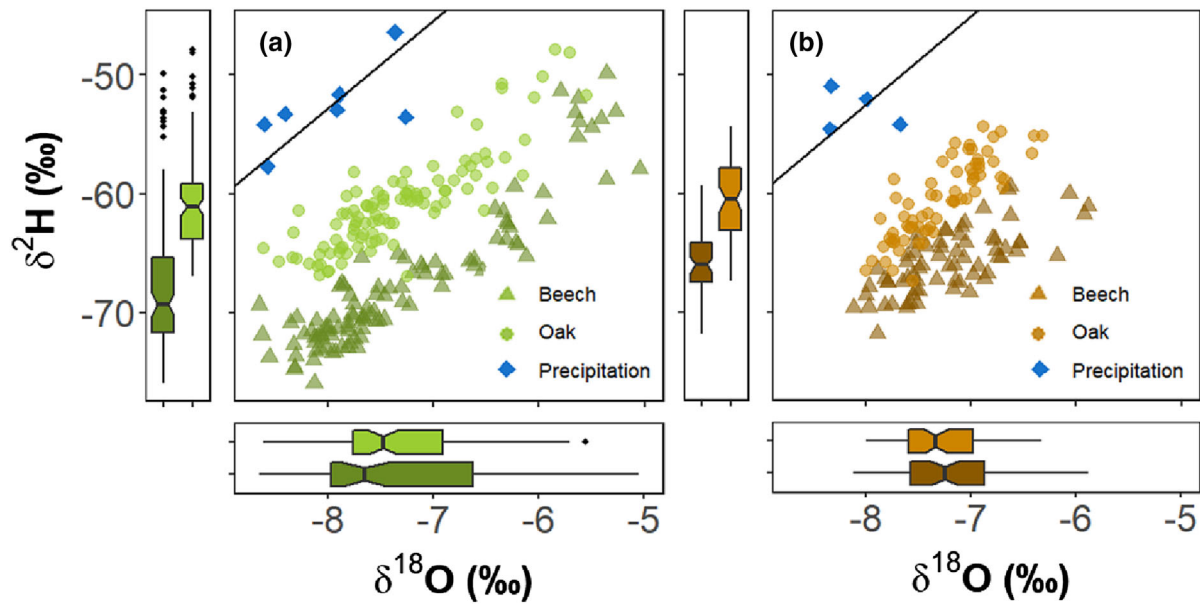 (a)
(b)
δ²H (‰)
-50
-60
-70
Beech
Oak
Precipitation
Beech
Oak
Precipitation
-8
-7
-6
-5
-8
-7
-6
-5
δ¹⁸O (‰)
δ¹⁸O (‰)